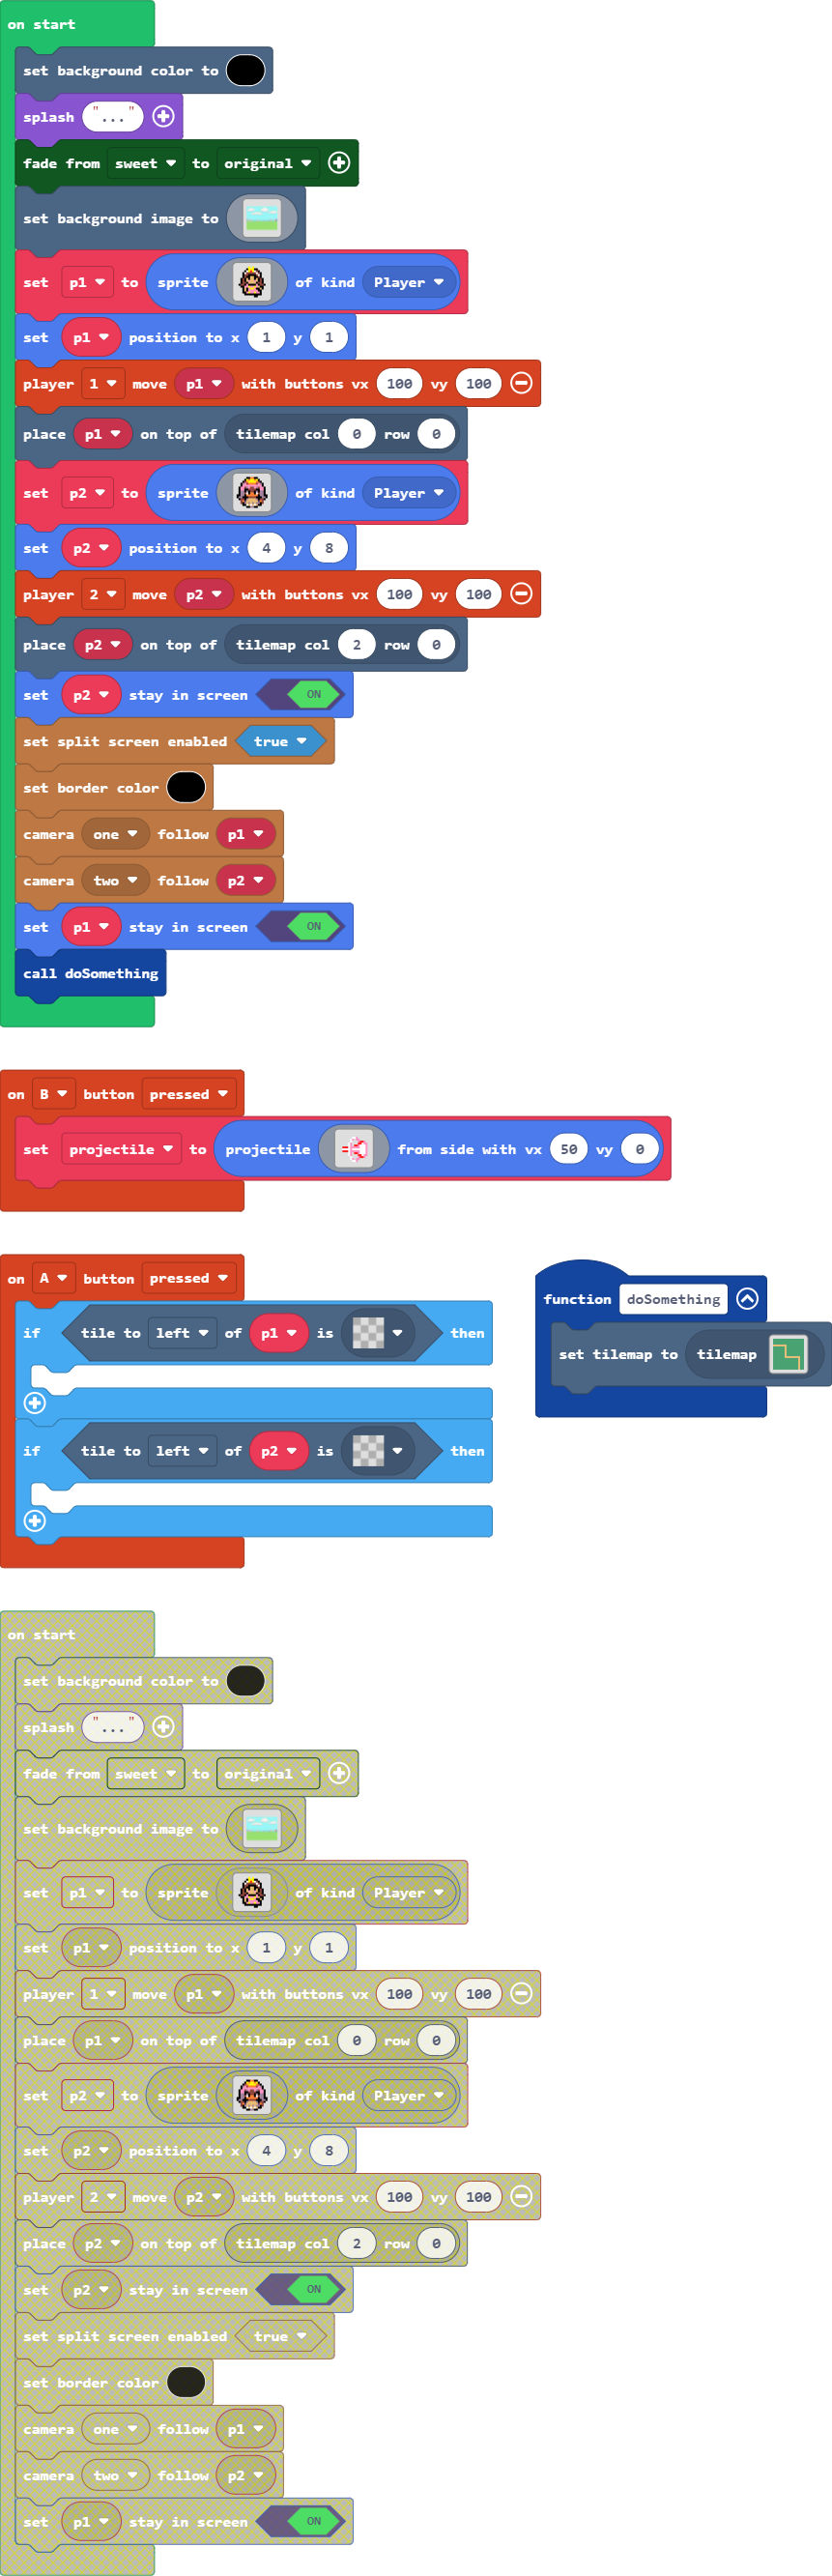 on start
set background color to
splash "..."
fade from sweet to original
set background image to
set p1 to sprite of kind Player
set p1 position to x 1 y 1
player 1 move p1 with buttons vx 100 vy 100
place p1 on top of tilemap col 0 row 0
set p2 to sprite of kind Player
set p2 position to x 4 y 8
player 2 move p2 with buttons vx 100 vy 100
place p2 on top of tilemap col 2 row 0
set p2 stay in screen ON
set split screen enabled true
set border color
camera one follow p1
camera two follow p2
set p1 stay in screen ON
call doSomething
on B button pressed
set projectile to projectile from side with vx 50 vy 0
on A button pressed
if tile to left of p1 is then
if tile to left of p2 is then
function doSomething
set tilemap to tilemap
on start
set background color to
splash "..."
fade from sweet to original
set background image to
set p1 to sprite of kind Player
set p1 position to x 1 y 1
player 1 move p1 with buttons vx 100 vy 100
place p1 on top of tilemap col 0 row 0
set p2 to sprite of kind Player
set p2 position to x 4 y 8
player 2 move p2 with buttons vx 100 vy 100
place p2 on top of tilemap col 2 row 0
set p2 stay in screen ON
set split screen enabled true
set border color
camera one follow p1
camera two follow p2
set p1 stay in screen ON